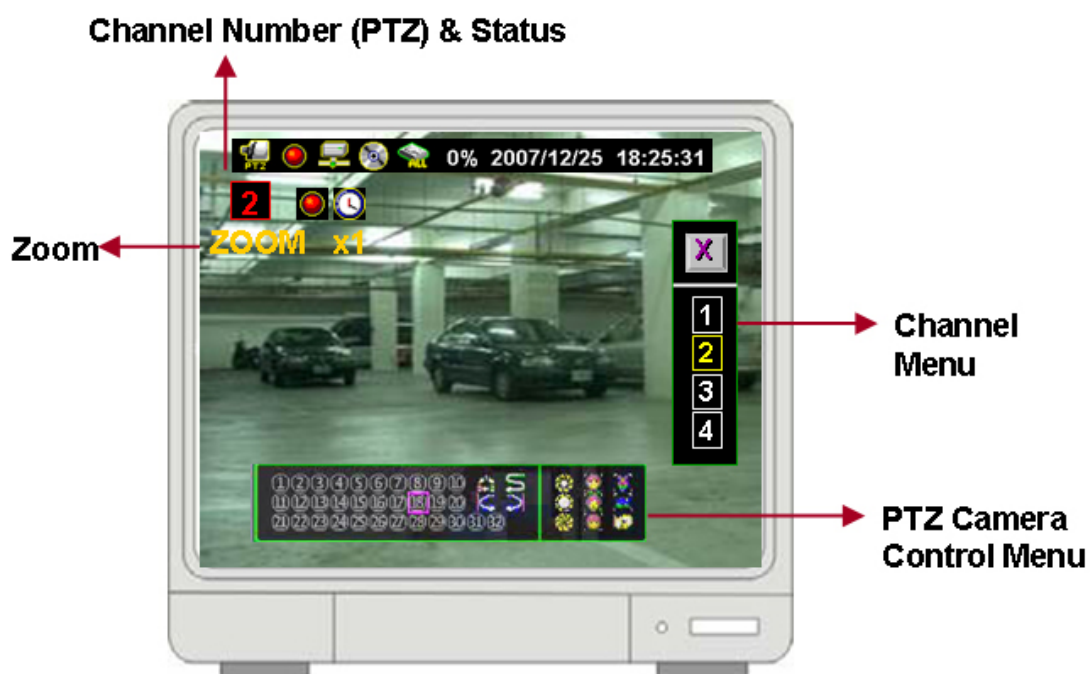 Channel Number (PTZ) & Status
PTZ ALL 0% 2007/12/25 18:25:31
2
ZOOM x1
Zoom
X
1
2
3
4
Channel
Menu
1 2 3 4 5 6 7 8 9 10 A S
11 12 13 14 15 16 17 18 19 20
21 22 23 24 25 26 27 28 29 30 31 32
PTZ Camera
Control Menu